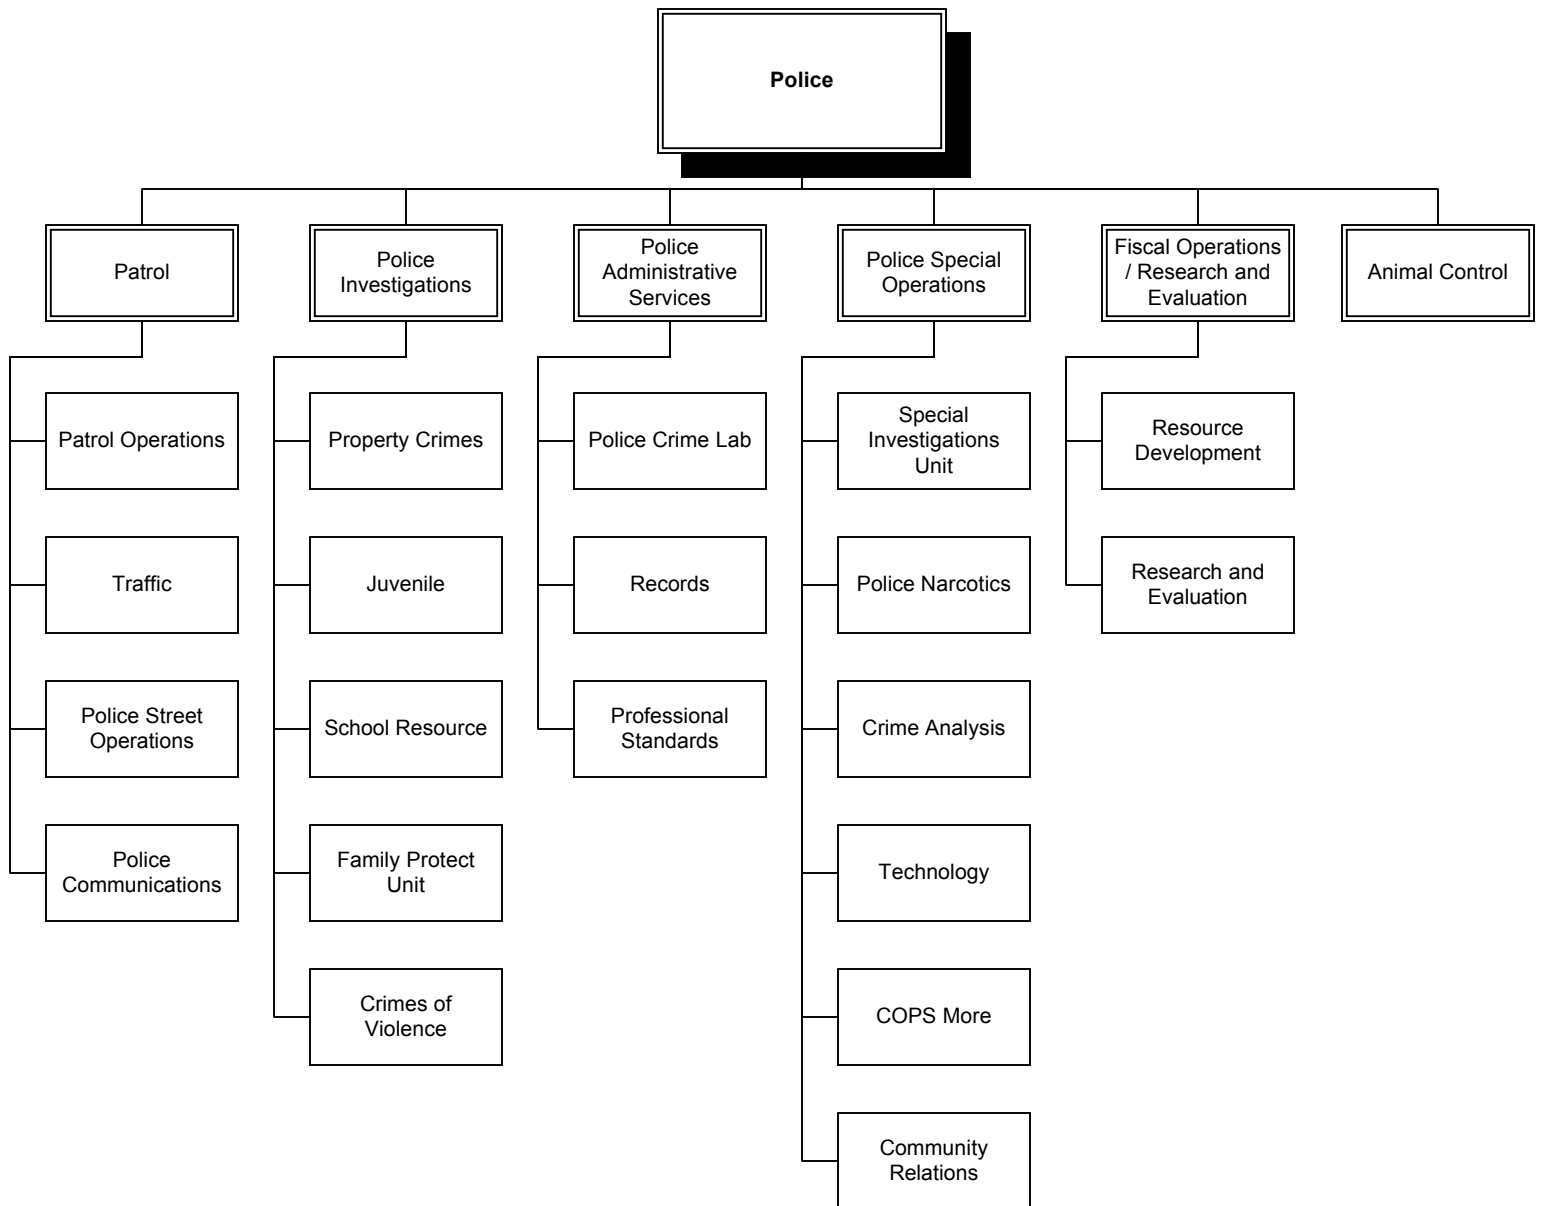 Police
Patrol
Police
Investigations
Police
Administrative
Services
Police Special
Operations
Fiscal Operations
/ Research and
Evaluation
Animal Control
Patrol Operations
Traffic
Police Street
Operations
Police
Communications
Property Crimes
Juvenile
School Resource
Family Protect
Unit
Crimes of
Violence
Police Crime Lab
Records
Professional
Standards
Special
Investigations
Unit
Police Narcotics
Crime Analysis
Technology
COPS More
Community
Relations
Resource
Development
Research and
Evaluation